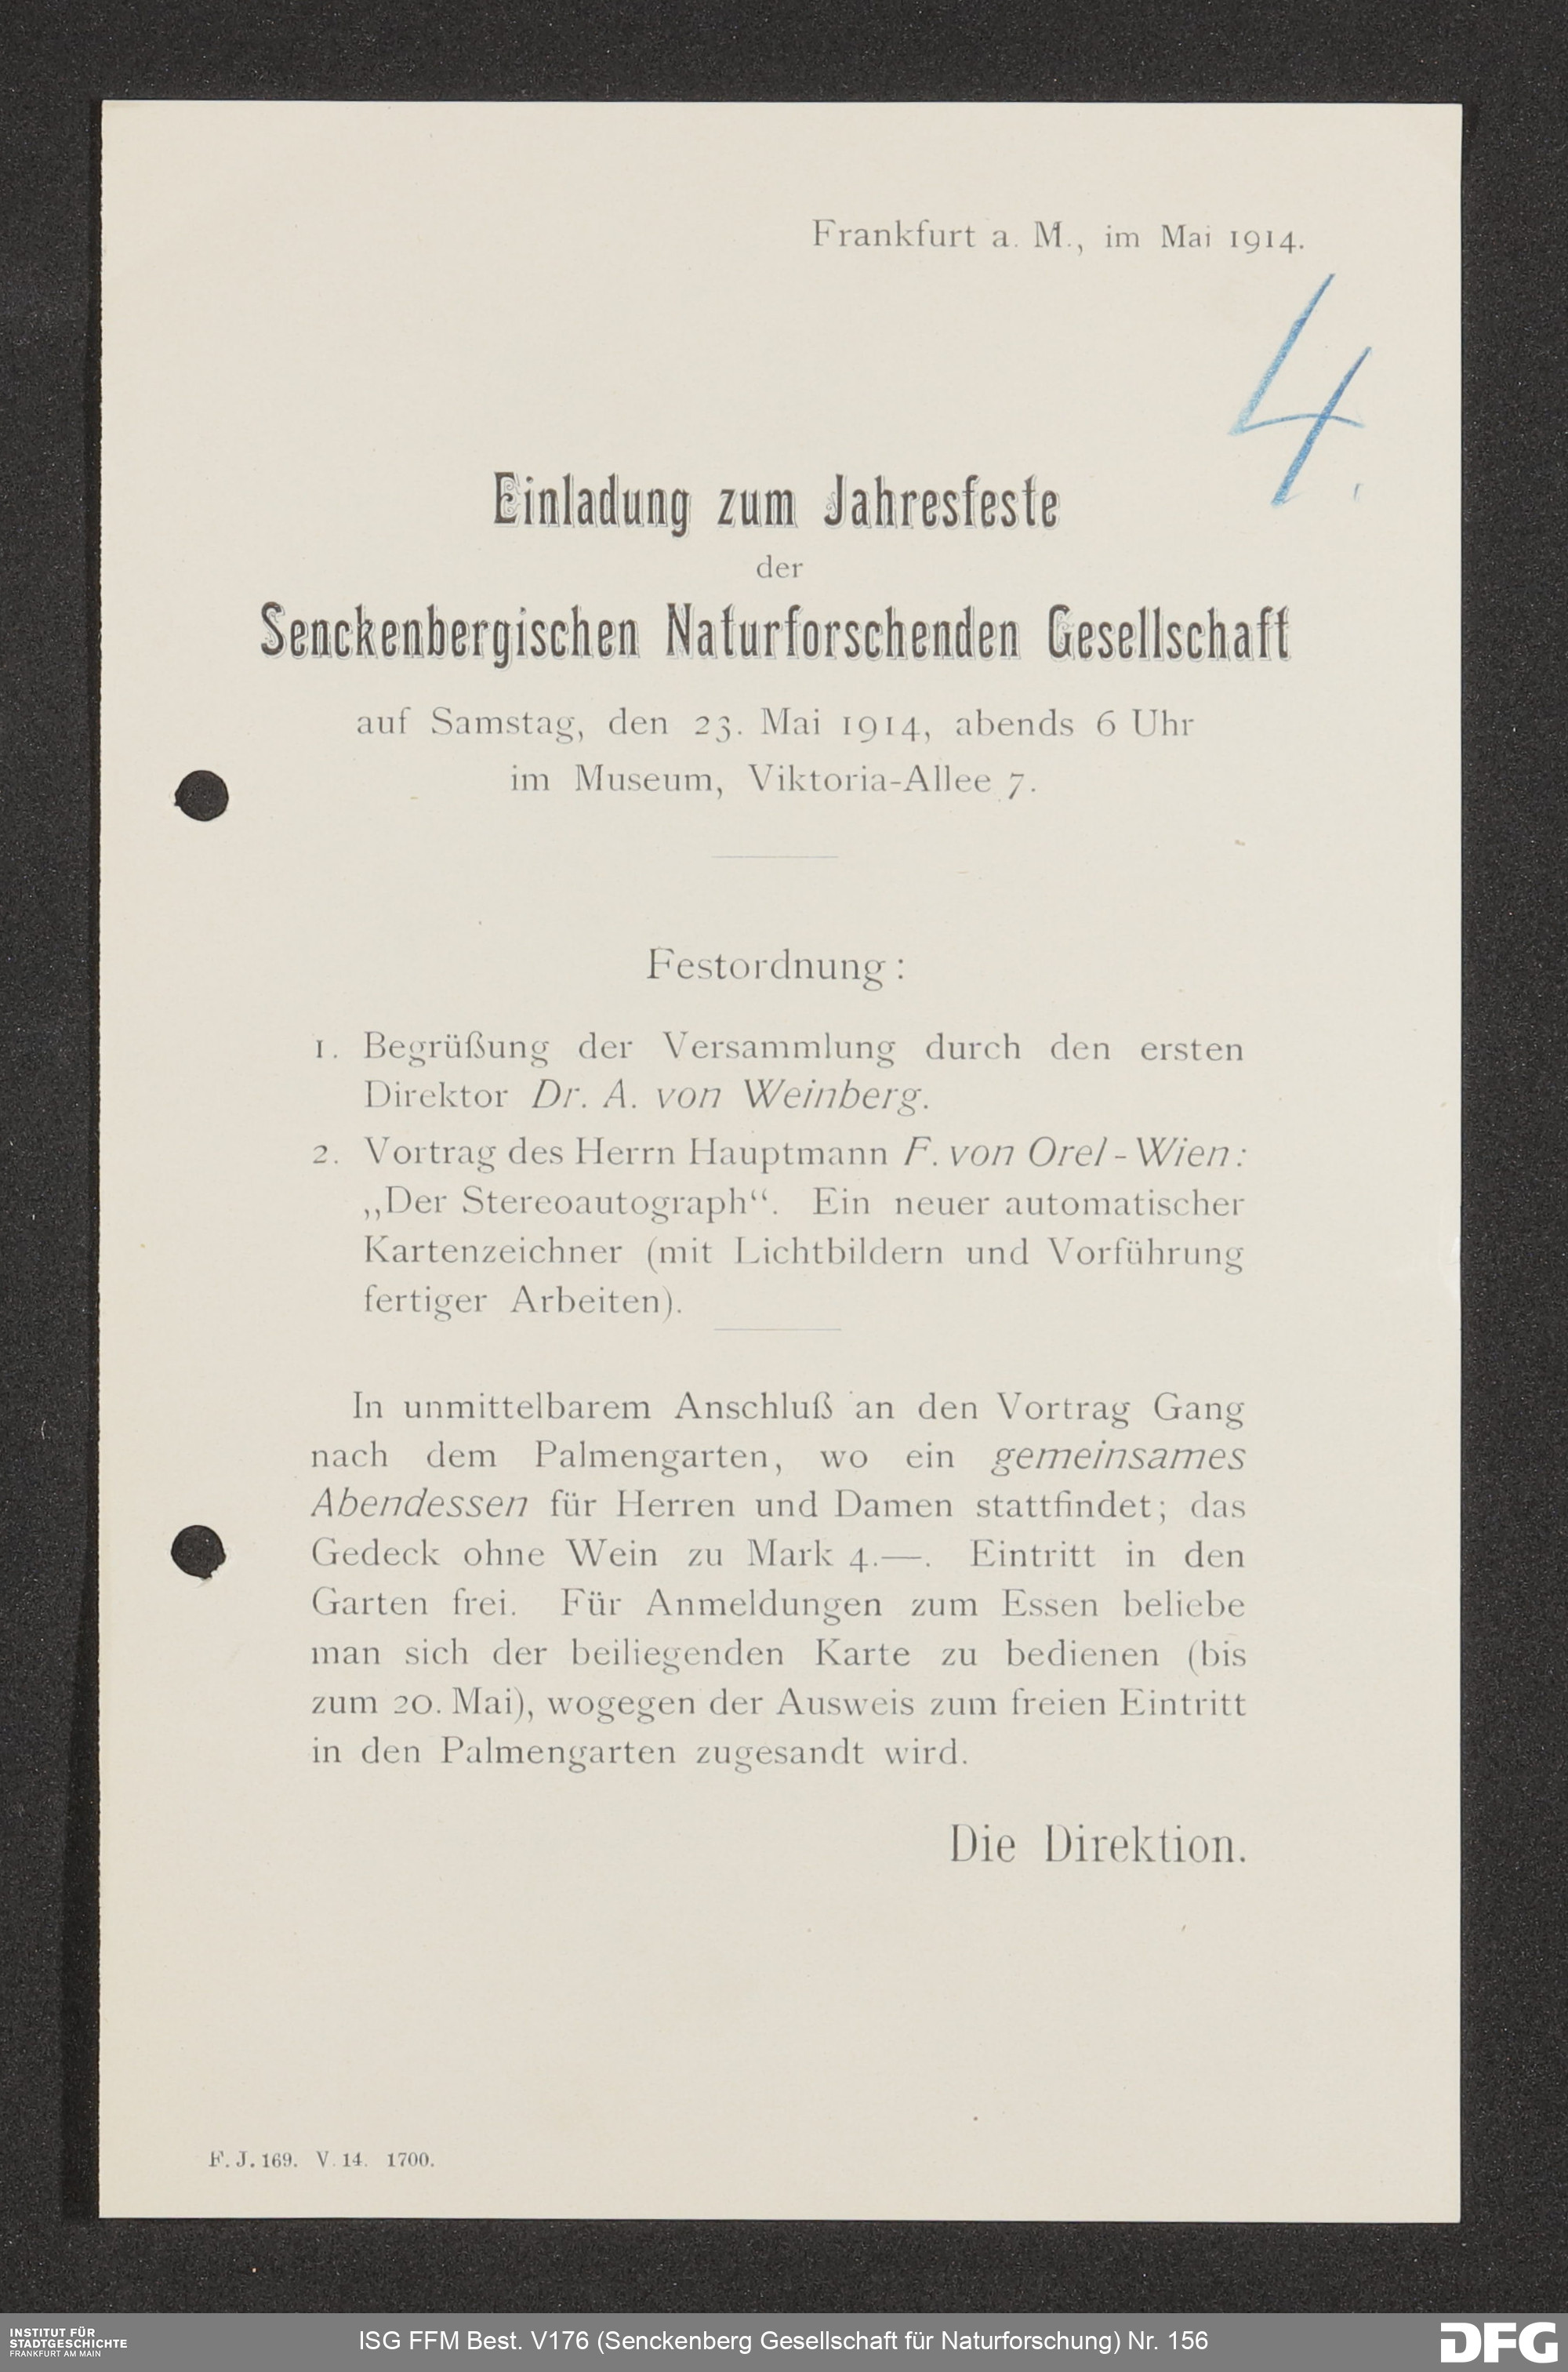 Frankfurt a. M., im Mai 1914.
4.
Einladung zum Jahresfeste
der
Senckenbergischen Naturforschenden Gesellschaft
auf Samstag, den 23. Mai 1914, abends 6 Uhr
im Museum, Viktoria-Allee 7.
Festordnung:
1. Begrüßung der Versammlung durch den ersten
Direktor Dr. A. von Weinberg.
2. Vortrag des Herrn Hauptmann F. von Orel-Wien:
„Der Stereoautograph“. Ein neuer automatischer
Kartenzeichner (mit Lichtbildern und Vorführung
fertiger Arbeiten).
In unmittelbarem Anschluß an den Vortrag Gang
nach dem Palmengarten, wo ein gemeinsames
Abendessen für Herren und Damen stattfindet; das
Gedeck ohne Wein zu Mark 4.—. Eintritt in den
Garten frei. Für Anmeldungen zum Essen beliebe
man sich der beiliegenden Karte zu bedienen (bis
zum 20. Mai), wogegen der Ausweis zum freien Eintritt
in den Palmengarten zugesandt wird.
Die Direktion.
F. J. 169. V. 14. 1700.
INSTITUT FÜR
STADTGESCHICHTE
FRANKFURT AM MAIN
ISG FFM Best. V176 (Senckenberg Gesellschaft für Naturforschung) Nr. 156
DFG